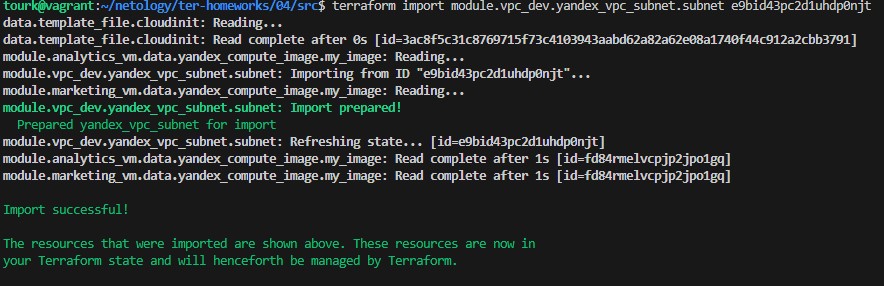 tourk@vagrant:~/netology/ter-homeworks/04/src$ terraform import module.vpc_dev.yandex_vpc_subnet.subnet e9bid43pc2d1uhdp0njt
data.template_file.cloudinit: Reading...
data.template_file.cloudinit: Read complete after 0s [id=3ac8f5c31c8769715f73c4103943aabd62a82a62e08a1740f44c912a2cbb3791]
module.analytics_vm.data.yandex_compute_image.my_image: Reading...
module.vpc_dev.yandex_vpc_subnet.subnet: Importing from ID "e9bid43pc2d1uhdp0njt"...
module.marketing_vm.data.yandex_compute_image.my_image: Reading...
module.vpc_dev.yandex_vpc_subnet.subnet: Import prepared!
  Prepared yandex_vpc_subnet for import
module.vpc_dev.yandex_vpc_subnet.subnet: Refreshing state... [id=e9bid43pc2d1uhdp0njt]
module.analytics_vm.data.yandex_compute_image.my_image: Read complete after 1s [id=fd84rmelvcpjp2jpo1gq]
module.marketing_vm.data.yandex_compute_image.my_image: Read complete after 1s [id=fd84rmelvcpjp2jpo1gq]
Import successful!
The resources that were imported are shown above. These resources are now in
your Terraform state and will henceforth be managed by Terraform.